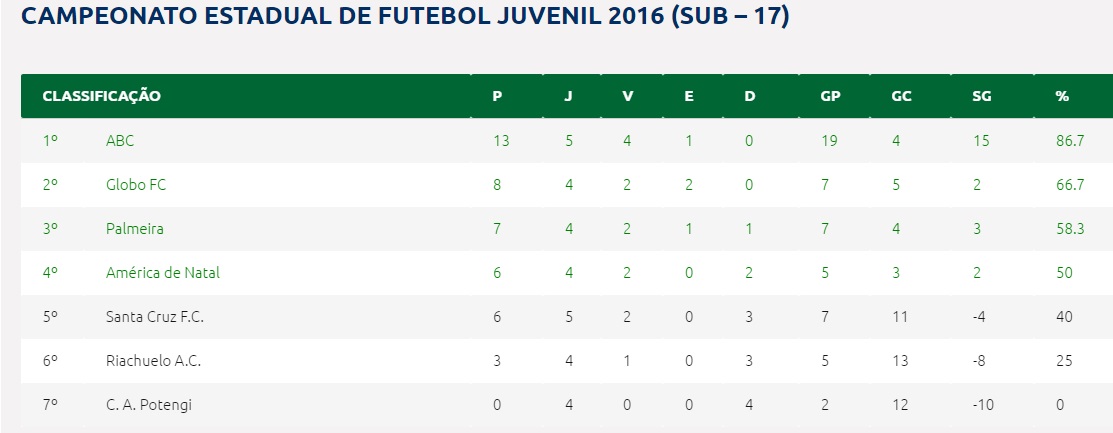 CAMPEONATO ESTADUAL DE FUTEBOL JUVENIL 2016 (SUB – 17)
CLASSIFICAÇÃO P J V E D GP GC SG %
1º ABC 13 5 4 1 0 19 4 15 86.7
2º Globo FC 8 4 2 2 0 7 5 2 66.7
3º Palmeira 7 4 2 1 1 7 4 3 58.3
4º América de Natal 6 4 2 0 2 5 3 2 50
5º Santa Cruz F.C. 6 5 2 0 3 7 11 -4 40
6º Riachuelo A.C. 3 4 1 0 3 5 13 -8 25
7º C. A. Potengi 0 4 0 0 4 2 12 -10 0